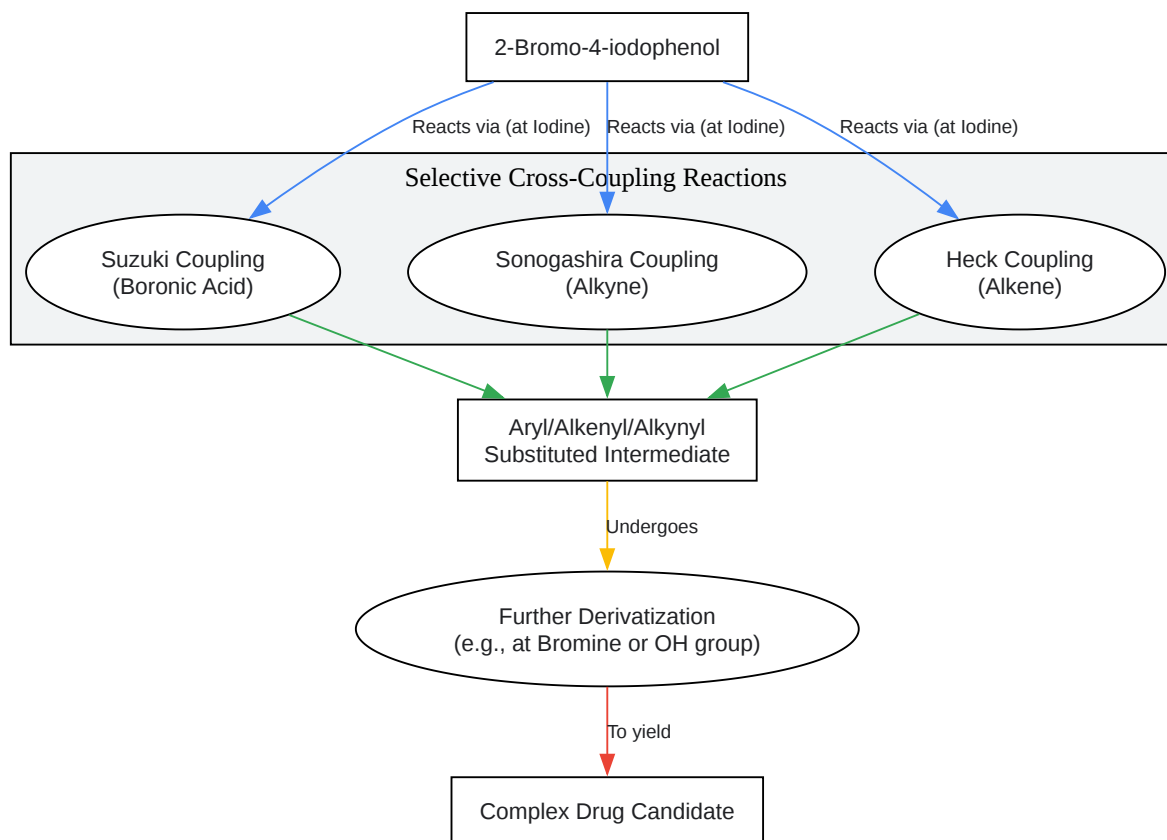 2-Bromo-4-iodophenol
Reacts via (at Iodine)
Reacts via (at Iodine)
Reacts via (at Iodine)
Selective Cross-Coupling Reactions
Suzuki Coupling
(Boronic Acid)
Sonogashira Coupling
(Alkyne)
Heck Coupling
(Alkene)
Aryl/Alkenyl/Alkynyl
Substituted Intermediate
Undergoes
Further Derivatization
(e.g., at Bromine or OH group)
To yield
Complex Drug Candidate